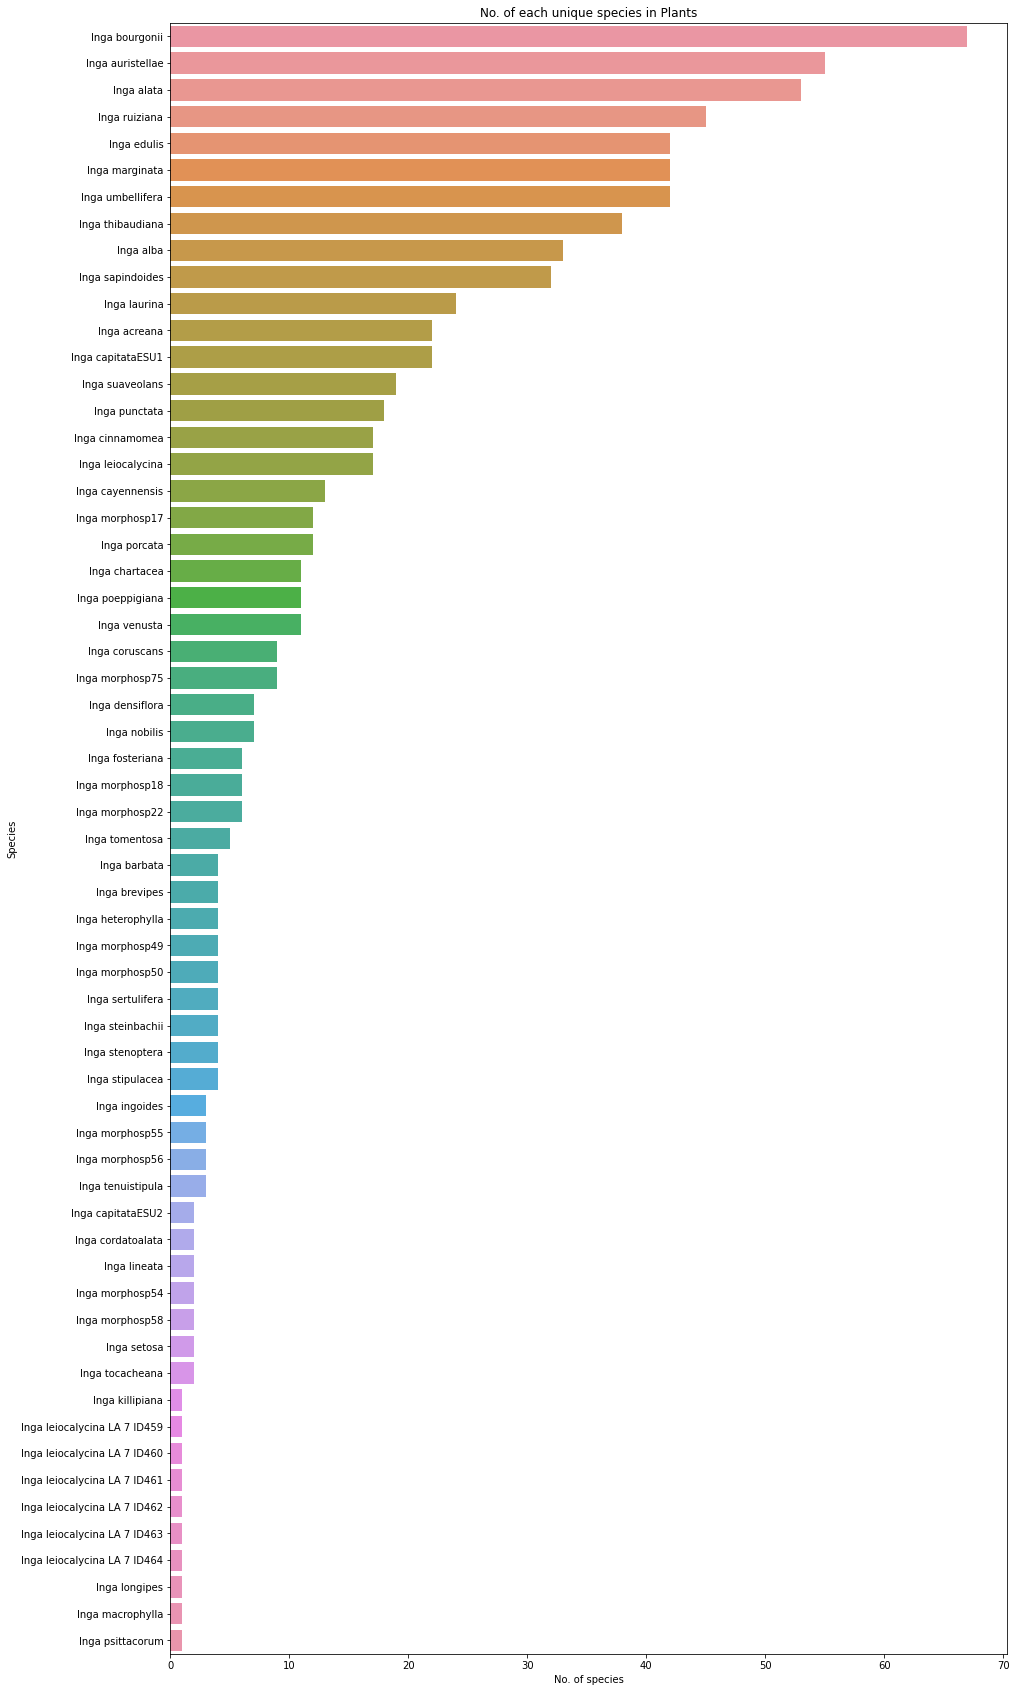 No. of each unique species in Plants
Inga bourgonii
Inga auristellae
Inga alata
Inga ruiziana
Inga edulis
Inga marginata
Inga umbellifera
Inga thibaudiana
Inga alba
Inga sapindoides
Inga laurina
Inga acreana
Inga capitataESU1
Inga suaveolans
Inga punctata
Inga cinnamomea
Inga leiocalycina
Inga cayennensis
Inga morphosp17
Inga porcata
Inga chartacea
Inga poeppigiana
Inga venusta
Inga coruscans
Inga morphosp75
Inga densiflora
Inga nobilis
Inga fosteriana
Inga morphosp18
Inga morphosp22
Inga tomentosa
Species
Inga barbata
Inga brevipes
Inga heterophylla
Inga morphosp49
Inga morphosp50
Inga sertulifera
Inga steinbachii
Inga stenoptera
Inga stipulacea
Inga ingoides
Inga morphosp55
Inga morphosp56
Inga tenuistipula
Inga capitataESU2
Inga cordatoalata
Inga lineata
Inga morphosp54
Inga morphosp58
Inga setosa
Inga tocacheana
Inga killipiana
Inga leiocalycina LA 7 ID459
Inga leiocalycina LA 7 ID460
Inga leiocalycina LA 7 ID461
Inga leiocalycina LA 7 ID462
Inga leiocalycina LA 7 ID463
Inga leiocalycina LA 7 ID464
Inga longipes
Inga macrophylla
Inga psittacorum
0 10 20 30 40 50 60 70
No. of species